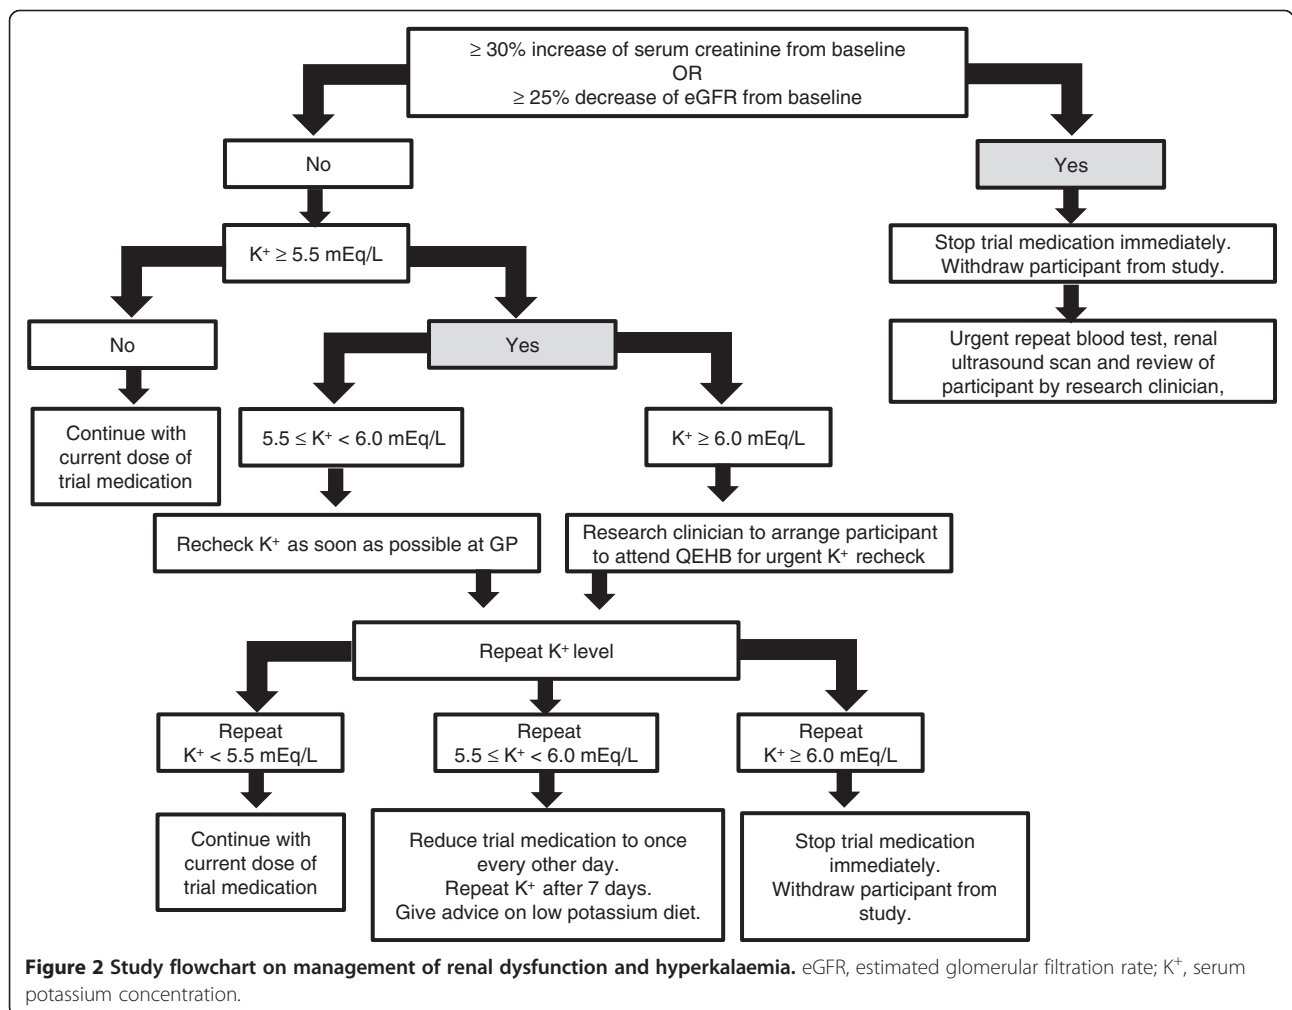 ≥ 30% increase of serum creatinine from baseline
OR
≥ 25% decrease of eGFR from baseline
No
Yes
K⁺ ≥ 5.5 mEq/L
Stop trial medication immediately.
Withdraw participant from study.
No
Yes
Urgent repeat blood test, renal
ultrasound scan and review of
participant by research clinician,
Continue with
current dose of
trial medication
5.5 ≤ K⁺ < 6.0 mEq/L
K⁺ ≥ 6.0 mEq/L
Recheck K⁺ as soon as possible at GP
Research clinician to arrange participant
to attend QEHB for urgent K⁺ recheck
Repeat K⁺ level
Repeat
K⁺ < 5.5 mEq/L
Repeat
5.5 ≤ K⁺ < 6.0 mEq/L
Repeat
K⁺ ≥ 6.0 mEq/L
Continue with
current dose of
trial medication
Reduce trial medication to once
every other day.
Repeat K⁺ after 7 days.
Give advice on low potassium diet.
Stop trial medication
immediately.
Withdraw participant from
study.
Figure 2 Study flowchart on management of renal dysfunction and hyperkalaemia. eGFR, estimated glomerular filtration rate; K⁺, serum
potassium concentration.